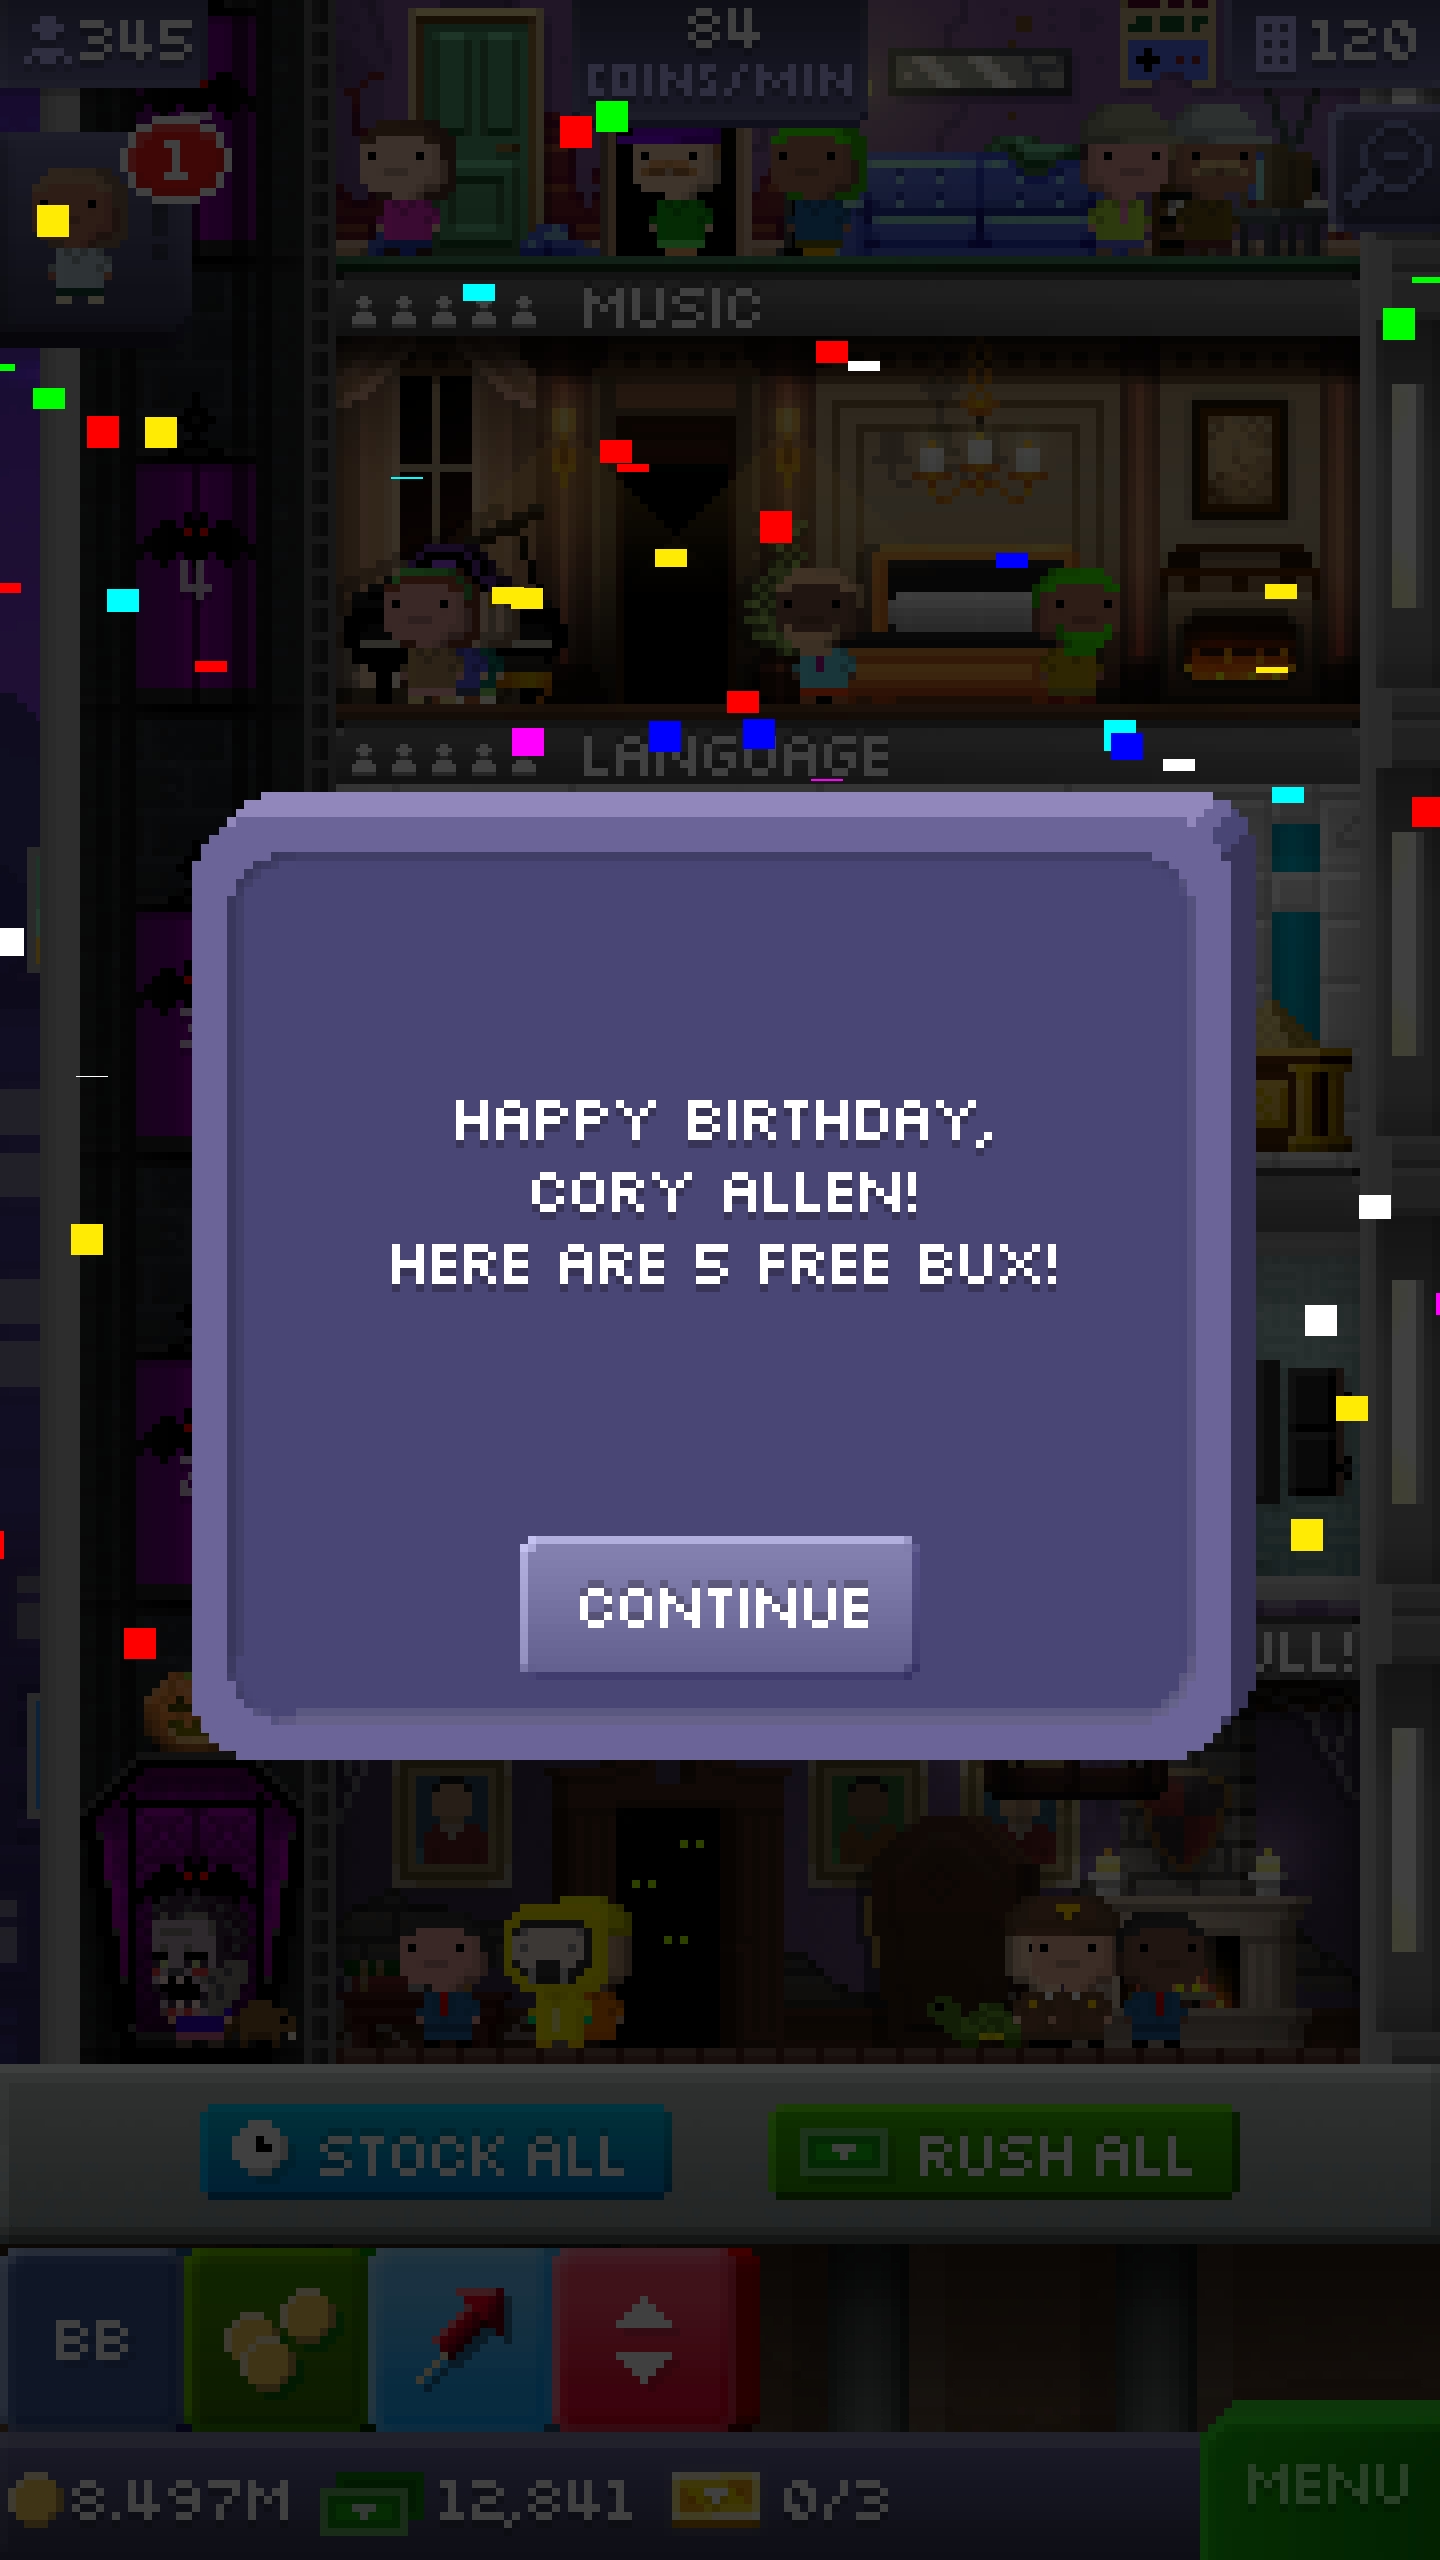 345
84
COINS/MIN
120
1
MUSIC
4
LANGUAGE
HAPPY BIRTHDAY,
CORY ALLEN!
HERE ARE 5 FREE BUX!
CONTINUE
STOCK ALL
RUSH ALL
BB
8.497M
12,841
0/3
MENU